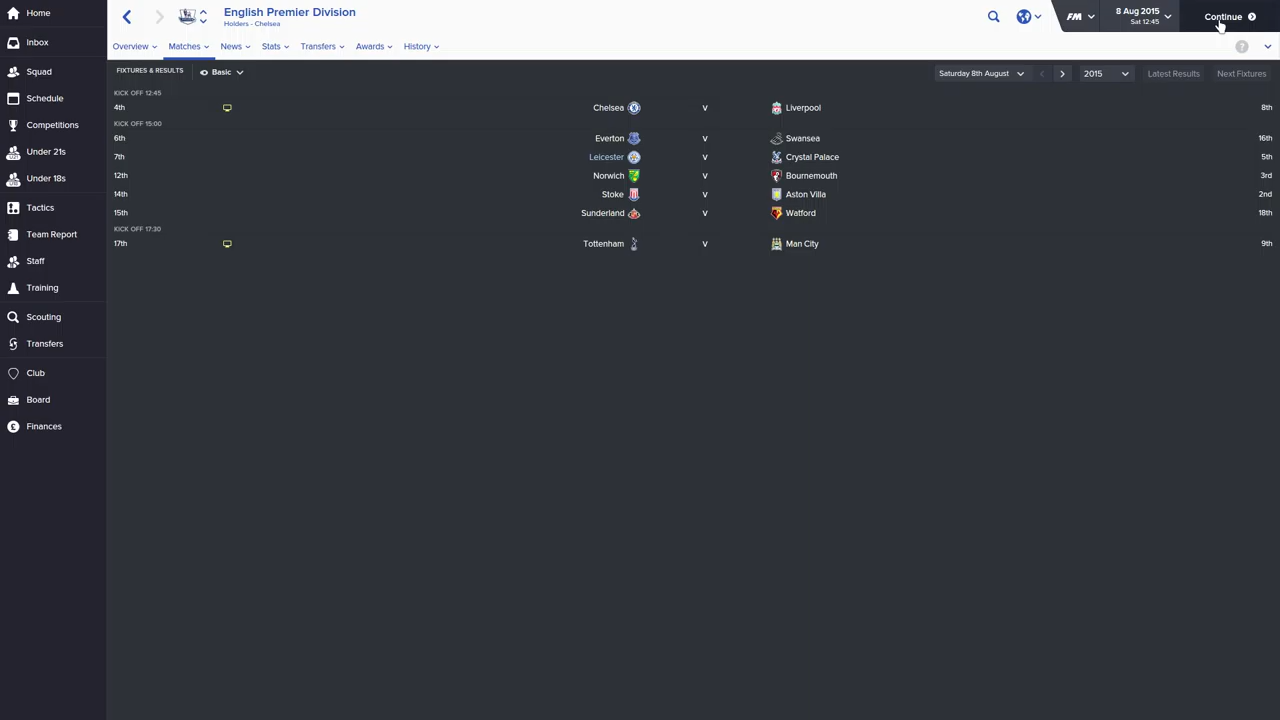 Home
Inbox
Squad
Schedule
Competitions
Under 21s
Under 18s
Tactics
Team Report
Staff
Training
Scouting
Transfers
Club
Board
Finances
English Premier Division
Holders - Chelsea
FM
8 Aug 2015
Sat 12:45
Continue
Overview Matches News Stats Transfers Awards History ?
FIXTURES & RESULTS Basic Saturday 8th August 2015 Latest Results Next Fixtures
KICK OFF 12:45
4th Chelsea v Liverpool 8th
KICK OFF 15:00
6th Everton v Swansea 16th
7th Leicester v Crystal Palace 5th
12th Norwich v Bournemouth 3rd
14th Stoke v Aston Villa 2nd
15th Sunderland v Watford 18th
KICK OFF 17:30
17th Tottenham v Man City 9th